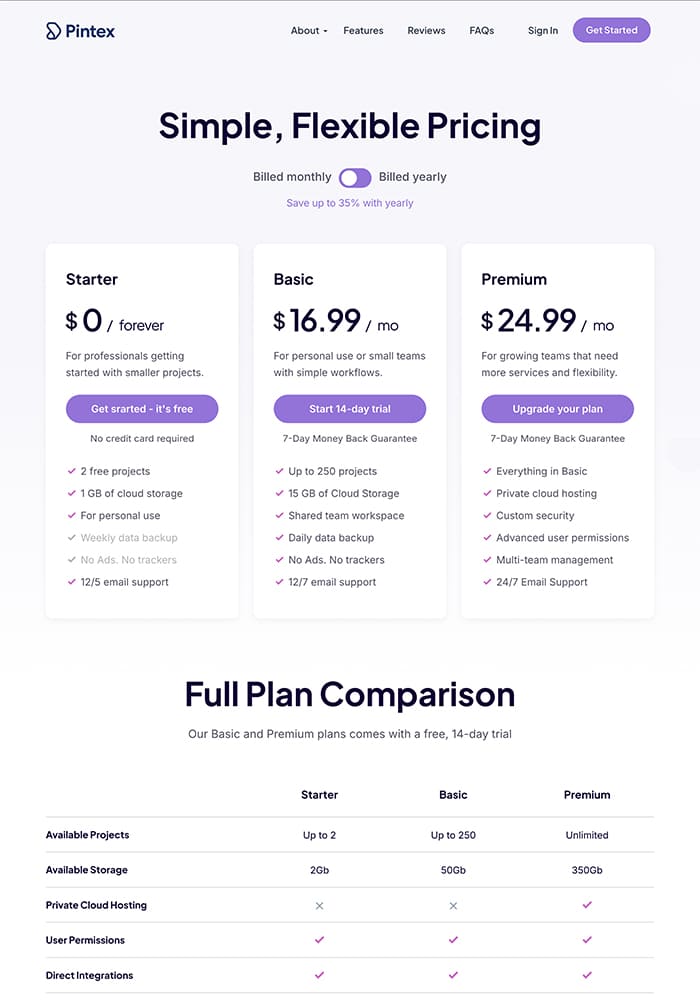 Pintex
About
Features
Reviews
FAQs
Sign In
Get Started
Simple, Flexible Pricing
Billed monthly
Billed yearly
Save up to 35% with yearly
Starter
$0 / forever
For professionals getting
started with smaller projects.
Get srarted - it's free
No credit card required
2 free projects
1 GB of cloud storage
For personal use
Weekly data backup
No Ads. No trackers
12/5 email support
Basic
$16.99 / mo
For personal use or small teams
with simple workflows.
Start 14-day trial
7-Day Money Back Guarantee
Up to 250 projects
15 GB of Cloud Storage
Shared team workspace
Daily data backup
No Ads. No trackers
12/7 email support
Premium
$24.99 / mo
For growing teams that need
more services and flexibility.
Upgrade your plan
7-Day Money Back Guarantee
Everything in Basic
Private cloud hosting
Custom security
Advanced user permissions
Multi-team management
24/7 Email Support
Full Plan Comparison
Our Basic and Premium plans comes with a free, 14-day trial
Starter Basic Premium
Available Projects Up to 2 Up to 250 Unlimited
Available Storage 2Gb 50Gb 350Gb
Private Cloud Hosting
User Permissions
Direct Integrations